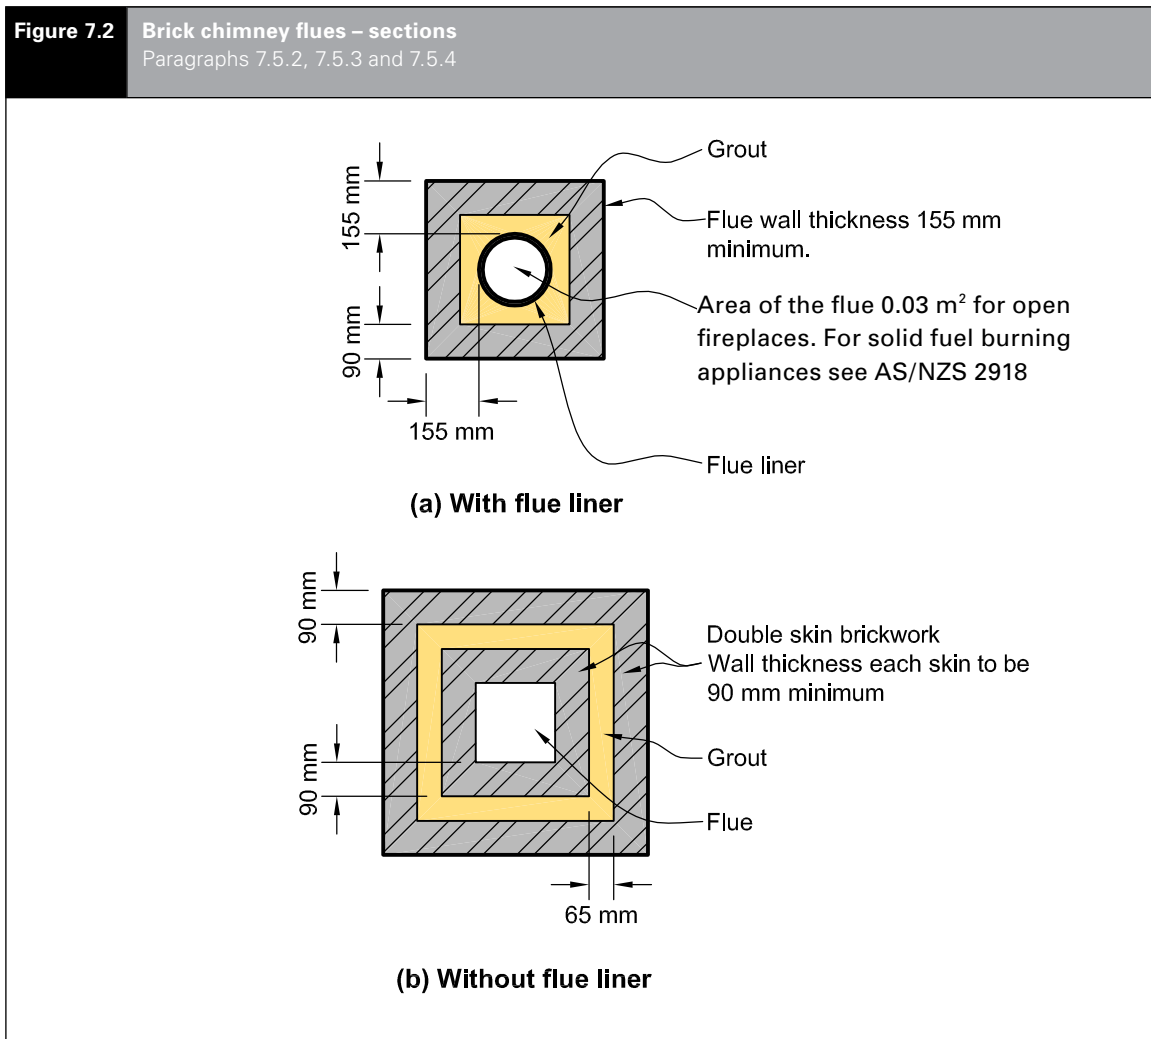 Figure 7.2
Brick chimney flues – sections
Paragraphs 7.5.2, 7.5.3 and 7.5.4
Grout
155 mm
Flue wall thickness 155 mm
minimum.
Area of the flue 0.03 m² for open
fireplaces. For solid fuel burning
appliances see AS/NZS 2918
90 mm
155 mm
Flue liner
(a) With flue liner
90 mm
Double skin brickwork
Wall thickness each skin to be
90 mm minimum
90 mm
Grout
Flue
65 mm
(b) Without flue liner